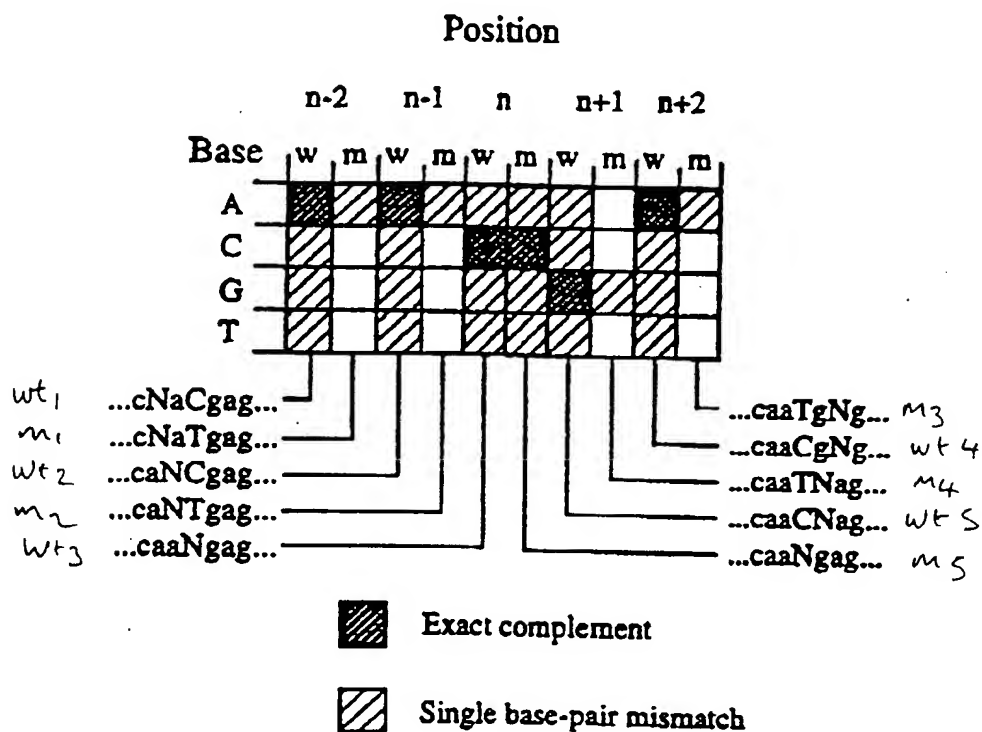 Position
n-2 n-1 n n+1 n+2
Base w m w m w m w m w m
A
C
G
T
wt1 ...cNaCgag...
m1 ...cNaTgag...
wt2 ...caNCgag...
m2 ...caNTgag...
wt3 ...caaNgag...
...caaTgNg... m3
...caaCgNg... wt4
...caaTNag... m4
...caaCNag... wt5
...caaNgag... m5
Exact complement
Single base-pair mismatch